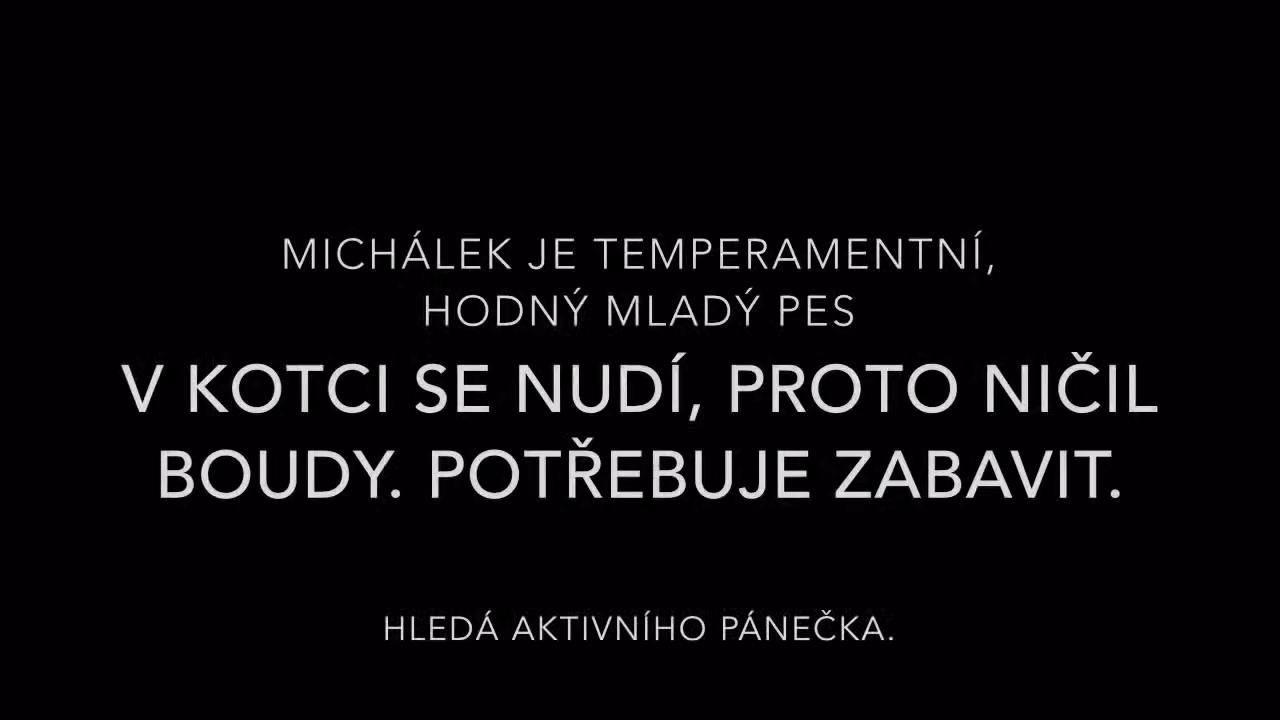 MICHÁLEK JE TEMPERAMENTNÍ,
HODNÝ MLADÝ PES
V KOTCI SE NUDÍ, PROTO NIČIL
BOUDY. POTŘEBUJE ZABAVIT.
HLEDÁ AKTIVNÍHO PÁNEČKA.